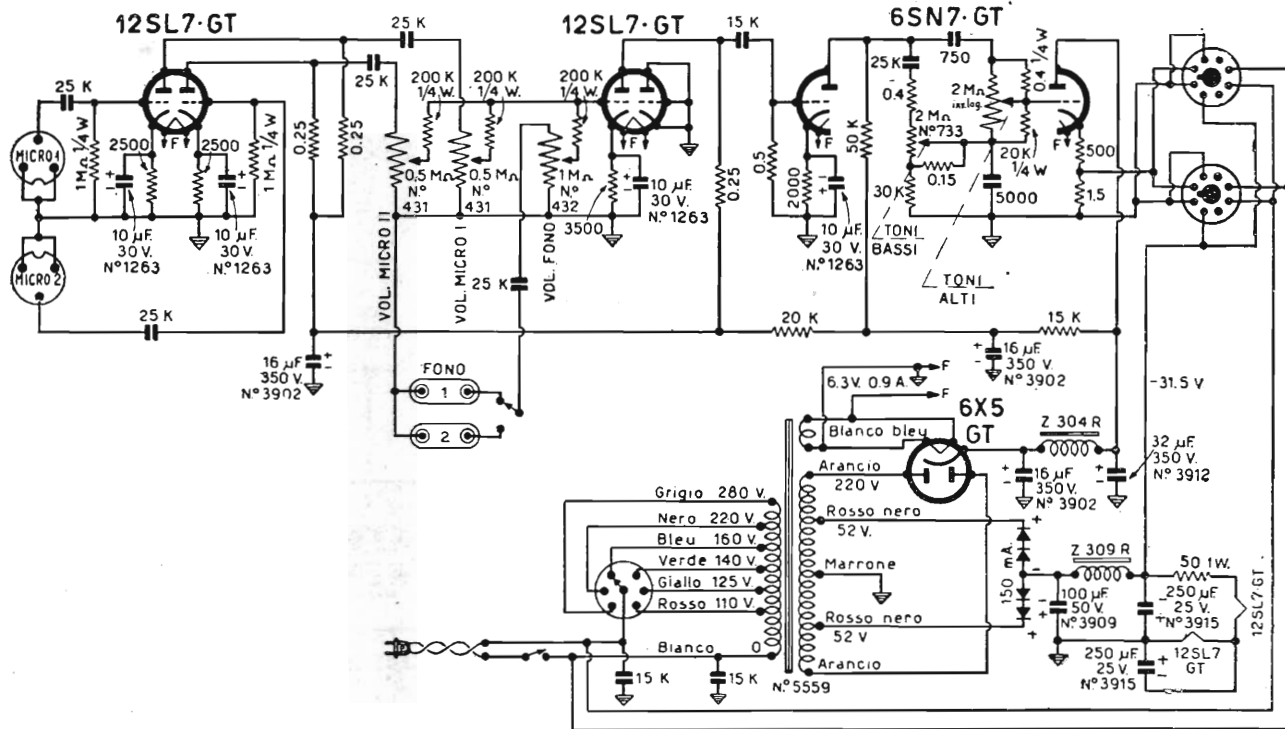 12SL7·GT
25 K
12SL7·GT
15 K
6SN7·GT
25 K
25 K
200 K
1/4 W.
200 K
1/4 W.
200 K
1/4 W.
750
25K
0.4
0.4 1/4W
2 MΩ
inv. log.
2 MΩ
N°733
MICRO 1
1 MΩ 1/4 W
2500
2500
1 MΩ 1/4 W
0.25
0.25
0.5 MΩ
N°
431
0.5 MΩ
N°
431
1 MΩ
N°
432
3500
10 µF.
30 V.
N°1263
0.25
0.5
2000
50 K
10 µF.
30 V.
N°1263
30 K
0.15
20 K
1/4 W
5000
500
1.5
10 µF.
30 V.
N°1263
10 µF.
30 V.
N°1263
MICRO 2
25 K
VOL. MICRO II
VOL. MICRO I
VOL. FONO
25 K
TONI
BASSI
TONI
ALTI
20 K
15 K
16 µF
350 V.
N°3902
16 µF.
350 V.
N°3902
-31.5 V
FONO
1
2
6.3V. 0.9 A.
F
F
6X5
GT
Bianco bleu
Z 304 R
32 µF.
350 V.
N°3912
16 µF.
350 V.
N°3902
Arancio
220 V
Grigio 280 V.
Nero 220 V.
Bleu 160 V.
Verde 140 V.
Giallo 125 V.
Rosso 110 V.
Bianco 0
Rosso nero
52 V.
Marrone
Rosso nero
52 V
Arancio
150 mA.
Z 309 R
50 1W.
100 µF
50 V.
N°3909
250 µF
25 V.
N°3915
12SL7·GT
12SL7
GT
250 µF.
25 V.
N°3915
15 K
15 K
N°5559
F
F
F
F